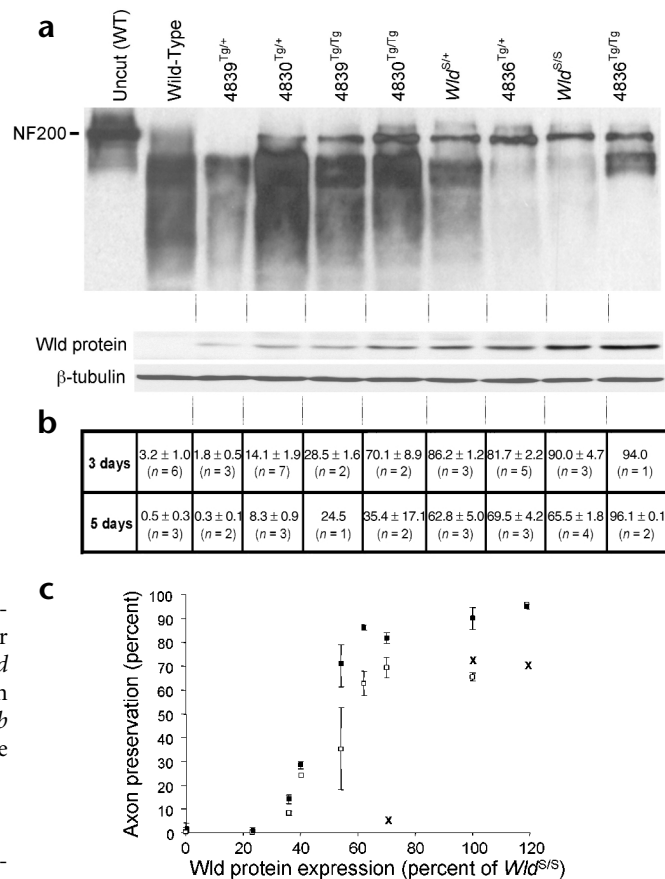 a
Uncut (WT)
Wild-Type
4839Tg/+
4830Tg/+
4839Tg/Tg
4830Tg/Tg
WldS/+
4836Tg/+
WldS/S
4836Tg/Tg
NF200
Wld protein
β-tubulin
b
3 days 3.2 ± 1.0 (n = 6) 1.8 ± 0.5 (n = 3) 14.1 ± 1.9 (n = 7) 28.5 ± 1.6 (n = 2) 70.1 ± 8.9 (n = 2) 86.2 ± 1.2 (n = 3) 81.7 ± 2.2 (n = 5) 90.0 ± 4.7 (n = 3) 94.0 (n = 1)
5 days 0.5 ± 0.3 (n = 3) 0.3 ± 0.1 (n = 2) 8.3 ± 0.9 (n = 3) 24.5 (n = 1) 35.4 ± 17.1 (n = 2) 62.8 ± 5.0 (n = 3) 69.5 ± 4.2 (n = 3) 65.5 ± 1.8 (n = 4) 96.1 ± 0.1 (n = 2)
c
Axon preservation (percent)
100
90
80
70
60
50
40
30
20
10
0
0 20 40 60 80 100 120
Wld protein expression (percent of WldS/S)
-
r
d
n
b
e
-